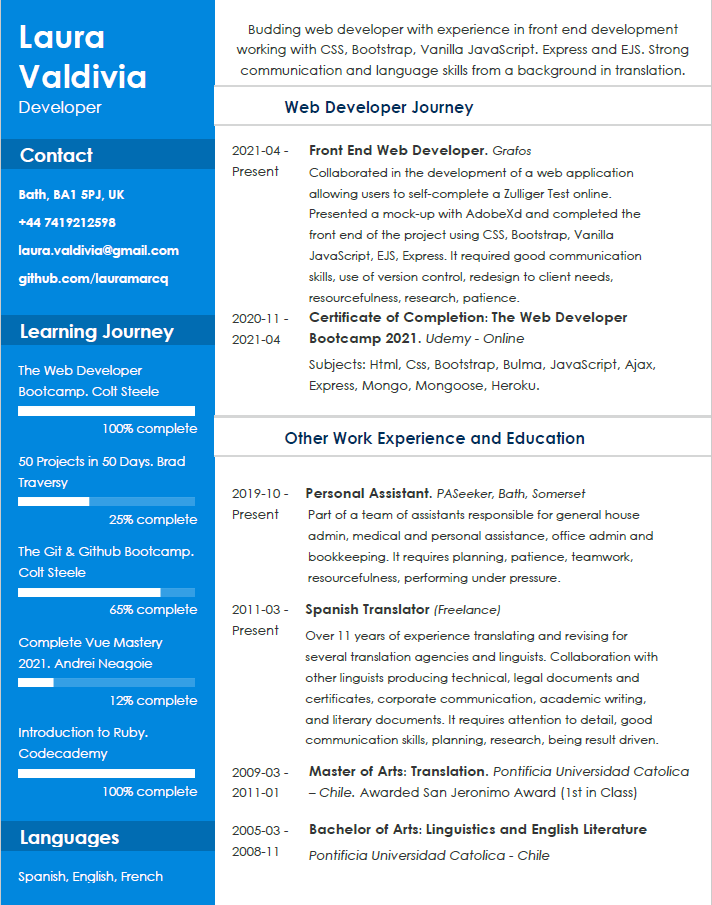 Laura
Valdivia
Developer
Contact
Bath, BA1 5PJ, UK
+44 7419212598
laura.valdivia@gmail.com
github.com/lauramarcq
Learning Journey
The Web Developer
Bootcamp. Colt Steele
100% complete
50 Projects in 50 Days. Brad
Traversy
25% complete
The Git & Github Bootcamp.
Colt Steele
65% complete
Complete Vue Mastery
2021. Andrei Neagoie
12% complete
Introduction to Ruby.
Codecademy
100% complete
Languages
Spanish, English, French
Budding web developer with experience in front end development
working with CSS, Bootstrap, Vanilla JavaScript. Express and EJS. Strong
communication and language skills from a background in translation.
Web Developer Journey
2021-04 - Front End Web Developer. Grafos
Present Collaborated in the development of a web application
allowing users to self-complete a Zulliger Test online.
Presented a mock-up with AdobeXd and completed the
front end of the project using CSS, Bootstrap, Vanilla
JavaScript, EJS, Express. It required good communication
skills, use of version control, redesign to client needs,
resourcefulness, research, patience.
2020-11 - Certificate of Completion: The Web Developer
2021-04 Bootcamp 2021. Udemy - Online
Subjects: Html, Css, Bootstrap, Bulma, JavaScript, Ajax,
Express, Mongo, Mongoose, Heroku.
Other Work Experience and Education
2019-10 - Personal Assistant. PASeeker, Bath, Somerset
Present Part of a team of assistants responsible for general house
admin, medical and personal assistance, office admin and
bookkeeping. It requires planning, patience, teamwork,
resourcefulness, performing under pressure.
2011-03 - Spanish Translator (Freelance)
Present Over 11 years of experience translating and revising for
several translation agencies and linguists. Collaboration with
other linguists producing technical, legal documents and
certificates, corporate communication, academic writing,
and literary documents. It requires attention to detail, good
communication skills, planning, research, being result driven.
2009-03 - Master of Arts: Translation. Pontificia Universidad Catolica
2011-01 – Chile. Awarded San Jeronimo Award (1st in Class)
2005-03 - Bachelor of Arts: Linguistics and English Literature
2008-11 Pontificia Universidad Catolica - Chile